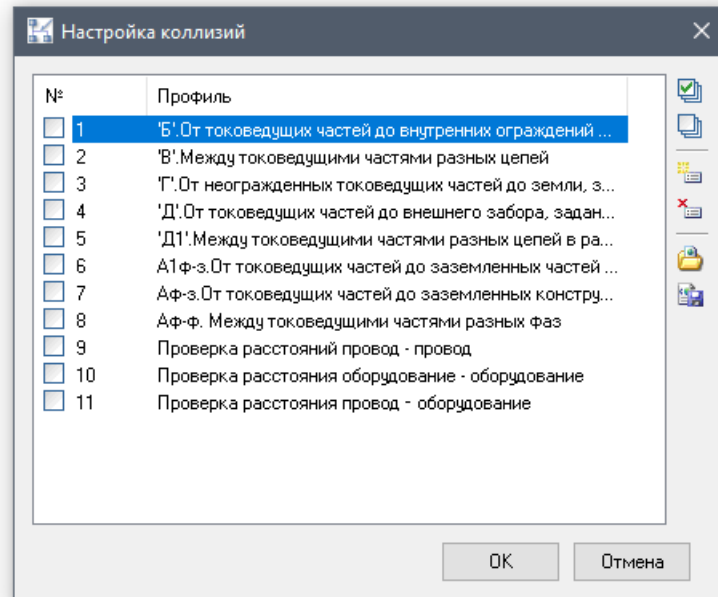 Настройка коллизий
№ Профиль
1 'Б'.От токоведущих частей до внутренних ограждений ...
2 'В'.Между токоведущими частями разных цепей
3 'Г'.От неогражденных токоведущих частей до земли, з...
4 'Д'.От токоведущих частей до внешнего забора, задан...
5 'Д1'.Между токоведущими частями разных цепей в ра...
6 А1ф-з.От токоведущих частей до заземленных частей ...
7 Аф-з.От токоведущих частей до заземленных констру...
8 Аф-ф. Между токоведущими частями разных фаз
9 Проверка расстояний провод - провод
10 Проверка расстояния оборудование - оборудование
11 Проверка расстояния провод - оборудование
OK Отмена